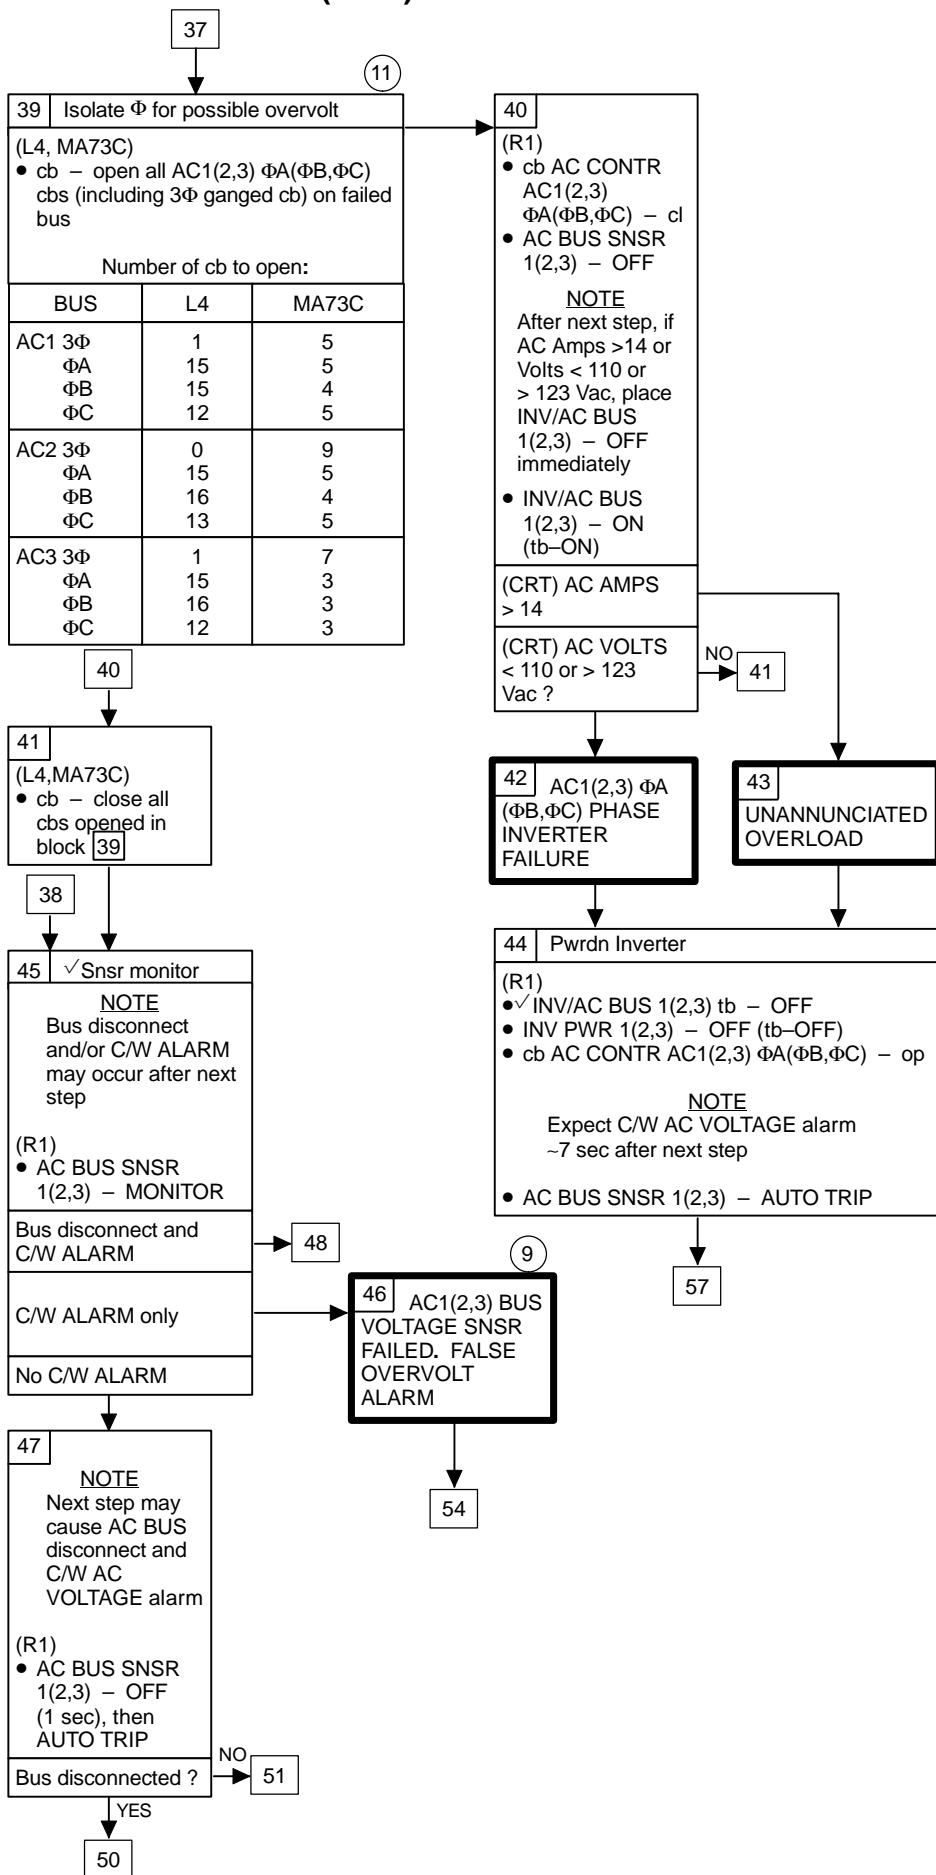 37
11
39 Isolate Φ for possible overvolt
(L4, MA73C)
● cb – open all AC1(2,3) ΦA(ΦB,ΦC)
cbs (including 3Φ ganged cb) on failed
bus
Number of cb to open:
BUS L4 MA73C
AC1 3Φ 1 5
ΦA 15 5
ΦB 15 4
ΦC 12 5
AC2 3Φ 0 9
ΦA 15 5
ΦB 16 4
ΦC 13 5
AC3 3Φ 1 7
ΦA 15 3
ΦB 16 3
ΦC 12 3
40
(R1)
● cb AC CONTR
AC1(2,3)
ΦA(ΦB,ΦC) – cl
● AC BUS SNSR
1(2,3) – OFF
NOTE
After next step, if
AC Amps >14 or
Volts < 110 or
> 123 Vac, place
INV/AC BUS
1(2,3) – OFF
immediately
● INV/AC BUS
1(2,3) – ON
(tb–ON)
(CRT) AC AMPS
> 14
(CRT) AC VOLTS
< 110 or > 123
Vac ?
NO
41
40
41
(L4,MA73C)
● cb – close all
cbs opened in
block 39
42 AC1(2,3) ΦA
(ΦB,ΦC) PHASE
INVERTER
FAILURE
43
UNANNUNCIATED
OVERLOAD
38
44 Pwrdn Inverter
(R1)
●√INV/AC BUS 1(2,3) tb – OFF
● INV PWR 1(2,3) – OFF (tb–OFF)
● cb AC CONTR AC1(2,3) ΦA(ΦB,ΦC) – op
NOTE
Expect C/W AC VOLTAGE alarm
~7 sec after next step
● AC BUS SNSR 1(2,3) – AUTO TRIP
57
45 √Snsr monitor
NOTE
Bus disconnect
and/or C/W ALARM
may occur after next
step
(R1)
● AC BUS SNSR
1(2,3) – MONITOR
Bus disconnect and
C/W ALARM
48
C/W ALARM only
No C/W ALARM
9
46 AC1(2,3) BUS
VOLTAGE SNSR
FAILED. FALSE
OVERVOLT
ALARM
54
47
NOTE
Next step may
cause AC BUS
disconnect and
C/W AC
VOLTAGE alarm
(R1)
● AC BUS SNSR
1(2,3) – OFF
(1 sec), then
AUTO TRIP
Bus disconnected ?
NO
51
YES
50